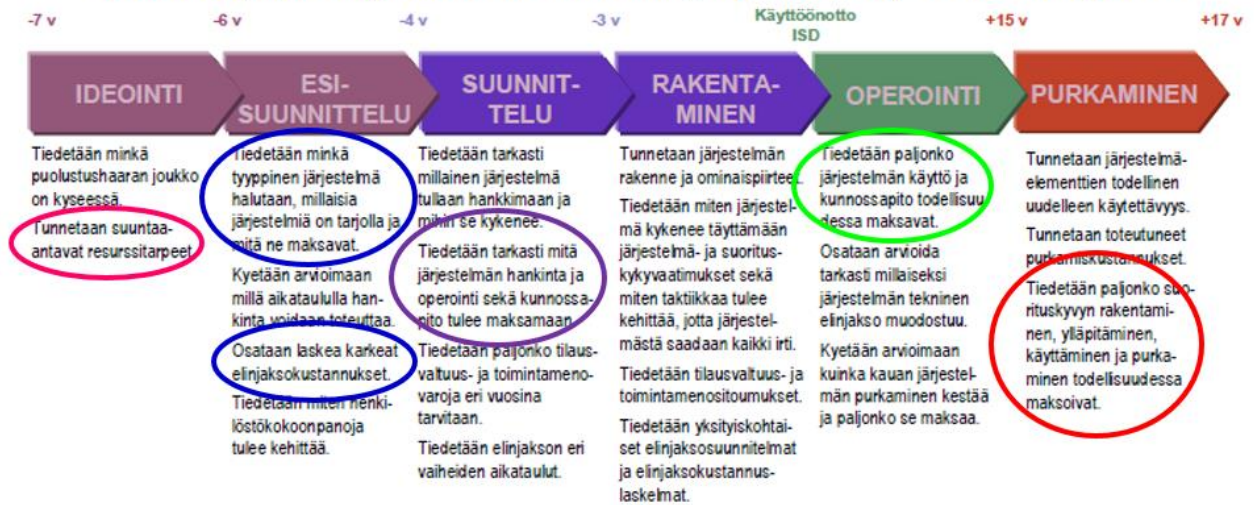 -7 v
-6 v
-4 v
-3 v
Käyttöönotto
ISD
+15 v
+17 v
IDEOINTI
ESI-
SUUNNITTELU
SUUNNIT-
TELU
RAKENTA-
MINEN
OPEROINTI
PURKAMINEN
Tiedetään minkä
puolustushaaran joukko
on kyseessä.
Tunnetaan suuntaa-
antavat resurssitarpeet
Tiedetään minkä
tyyppinen järjestelmä
halutaan, millaisia
järjestelmiä on tarjolla ja
mitä ne maksavat.
Kyetään arvioimaan
millä aikataululla han-
kinta voidaan toteuttaa.
Osataan laskea karkeat
elinjaksokustannukset.
Tiedetään miten henki-
löstökokoonpanoja
tulee kehittää.
Tiedetään tarkasti
millainen järjestelmä
tullaan hankkimaan ja
mihin se kykenee.
Tiedetään tarkasti mitä
järjestelmän hankinta ja
operointi sekä kunnossa-
pito tulee maksamaan.
Tiedetään paljonko tilaus-
valtuus- ja toimintameno-
varoja eri vuosina
tarvitaan.
Tiedetään elinjakson eri
vaiheiden aikataulut.
Tunnetaan järjestelmän
rakenne ja ominaispiirteet.
Tiedetään miten järjestel-
mä kykenee täyttämään
järjestelmä- ja suoritus-
kykyvaatimukset sekä
miten taktiikkaa tulee
kehittää, jotta järjestel-
mästä saadaan kaikki irti.
Tiedetään tilausvaltuus- ja
toimintamenositoumukset.
Tiedetään yksityiskohtai-
set elinjaksosuunnitelmat
ja elinjaksokustannus-
laskelmat.
Tiedetään paljonko
järjestelmän käyttö ja
kunnossapito todellisuu
dessa maksavat.
Osataan arvioida
tarkasti millaiseksi
järjestelmän tekninen
elinjakso muodostuu.
Kyetään arvioimaan
kuinka kauan järjestel-
män purkaminen kestää
ja paljonko se maksaa.
Tunnetaan järjestelmä-
elementtien todellinen
uudelleen käytettävyys.
Tunnetaan toteutuneet
purkamiskustannukset.
Tiedetään paljonko suo-
rituskyvyn rakentami-
nen, ylläpitäminen,
käyttäminen ja purka-
minen todellisuudessa
maksoivat.